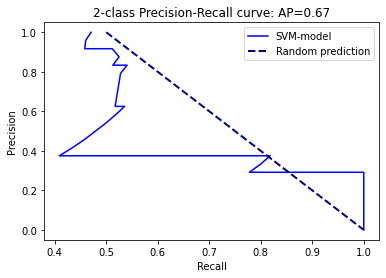 2-class Precision-Recall curve: AP=0.67
SVM-model
Random prediction
Precision
1.0
0.8
0.6
0.4
0.2
0.0
0.4 0.5 0.6 0.7 0.8 0.9 1.0
Recall